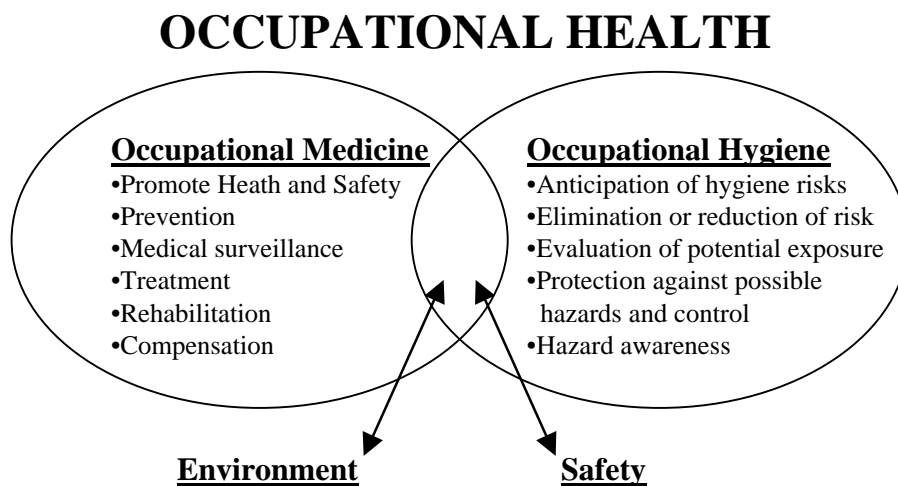 OCCUPATIONAL HEALTH
Occupational Medicine
•Promote Heath and Safety
•Prevention
•Medical surveillance
•Treatment
•Rehabilitation
•Compensation
Occupational Hygiene
•Anticipation of hygiene risks
•Elimination or reduction of risk
•Evaluation of potential exposure
•Protection against possible
hazards and control
•Hazard awareness
Environment
Safety